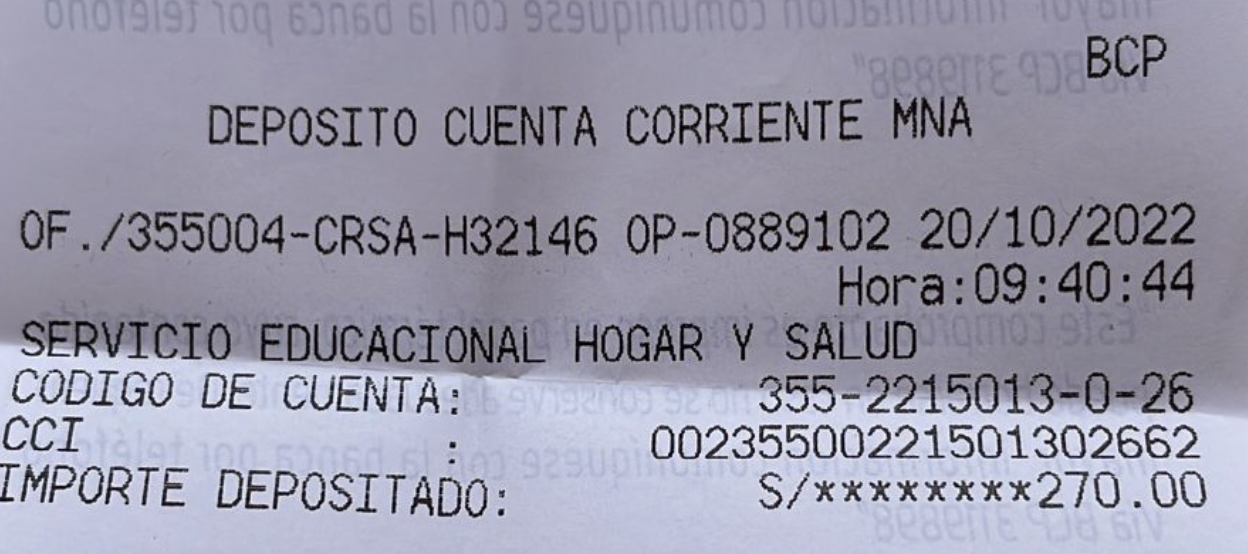 BCP
DEPOSITO CUENTA CORRIENTE MNA
OF./355004-CRSA-H32146 OP-0889102 20/10/2022
Hora:09:40:44
SERVICIO EDUCACIONAL HOGAR Y SALUD
CODIGO DE CUENTA: 355-2215013-0-26
CCI : 00235500221501302662
IMPORTE DEPOSITADO: S/********270.00